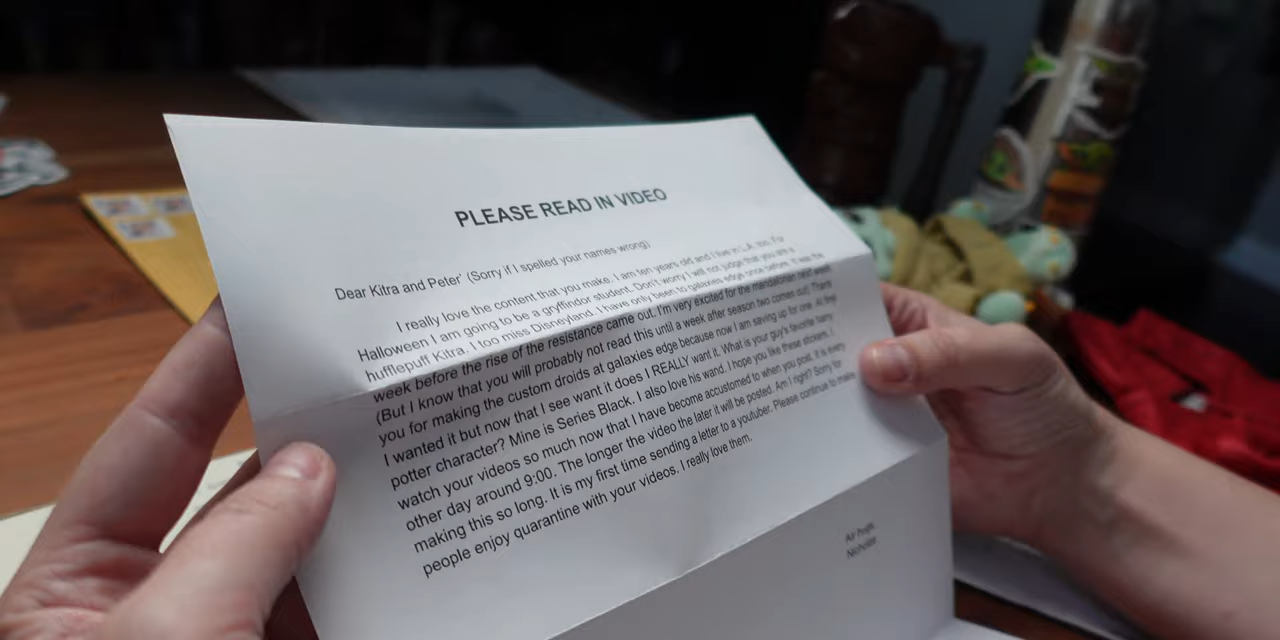 PLEASE READ IN VIDEO
Dear Kitra and Peter' (Sorry if I spelled your names wrong)
I really love the content that you make. I am ten years old and I live in L.A. too. For
Halloween I am going to be a gryffindor student. Don't worry I will not judge that you are a
hufflepuff Kitra. I too miss Disneyland. I have only been to galaxies edge once before. It was the
week before the rise of the resistance came out. I'm very excited for the mandalorian next week
(But I know that you will probably not read this until a week after season two comes out) Thank
you for making the custom droids at galaxies edge because now I am saving up for one. At first
I wanted it but now that I see want it does I REALLY want it. What is your guy's favorite harry
potter character? Mine is Series Black. I also love his wand. I hope you like these stickers. I
watch your videos so much now that I have become accustomed to when you post. It is every
other day around 9:00. The longer the video the later it will be posted. Am I right? Sorry for
making this so long. It is my first time sending a letter to a youtuber. Please continue to make
people enjoy quarantine with your videos. I really love them.
Air hugs
Nicholas